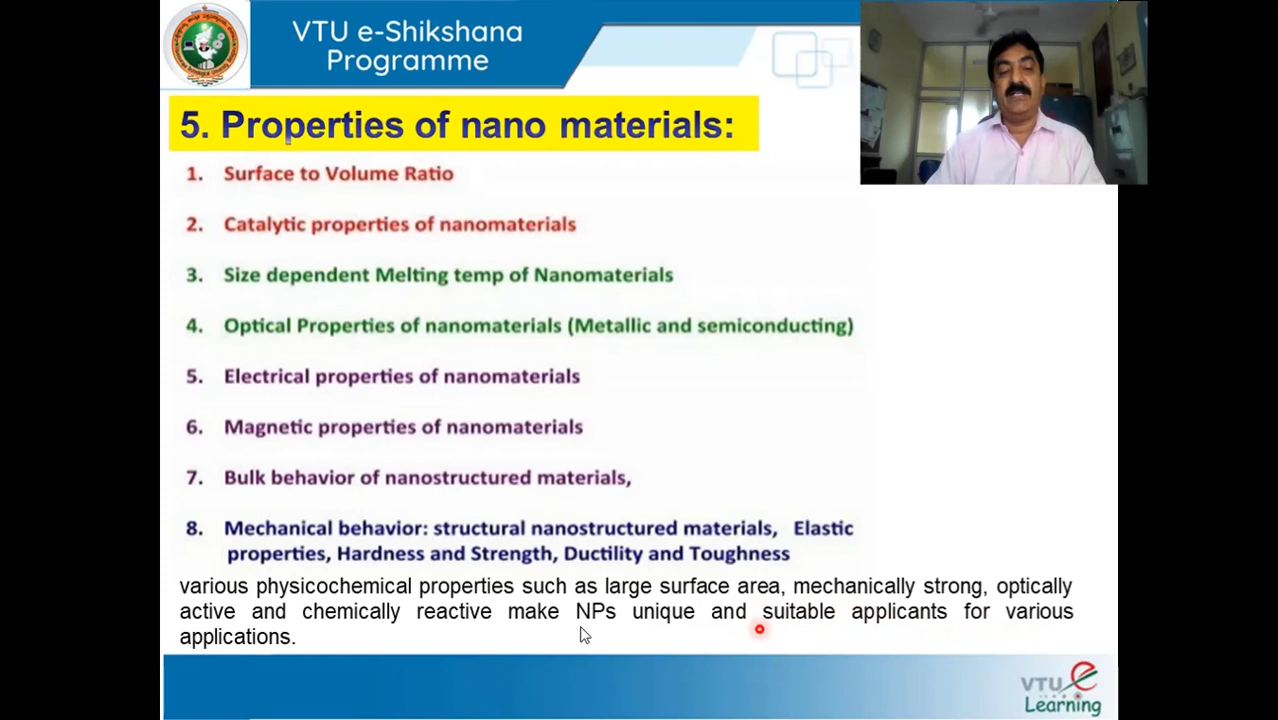 VTU e-Shikshana
Programme
5. Properties of nano materials:
1. Surface to Volume Ratio
2. Catalytic properties of nanomaterials
3. Size dependent Melting temp of Nanomaterials
4. Optical Properties of nanomaterials (Metallic and semiconducting)
5. Electrical properties of nanomaterials
6. Magnetic properties of nanomaterials
7. Bulk behavior of nanostructured materials,
8. Mechanical behavior: structural nanostructured materials, Elastic
properties, Hardness and Strength, Ductility and Toughness
various physicochemical properties such as large surface area, mechanically strong, optically
active and chemically reactive make NPs unique and suitable applicants for various
applications.
VTU e
Learning